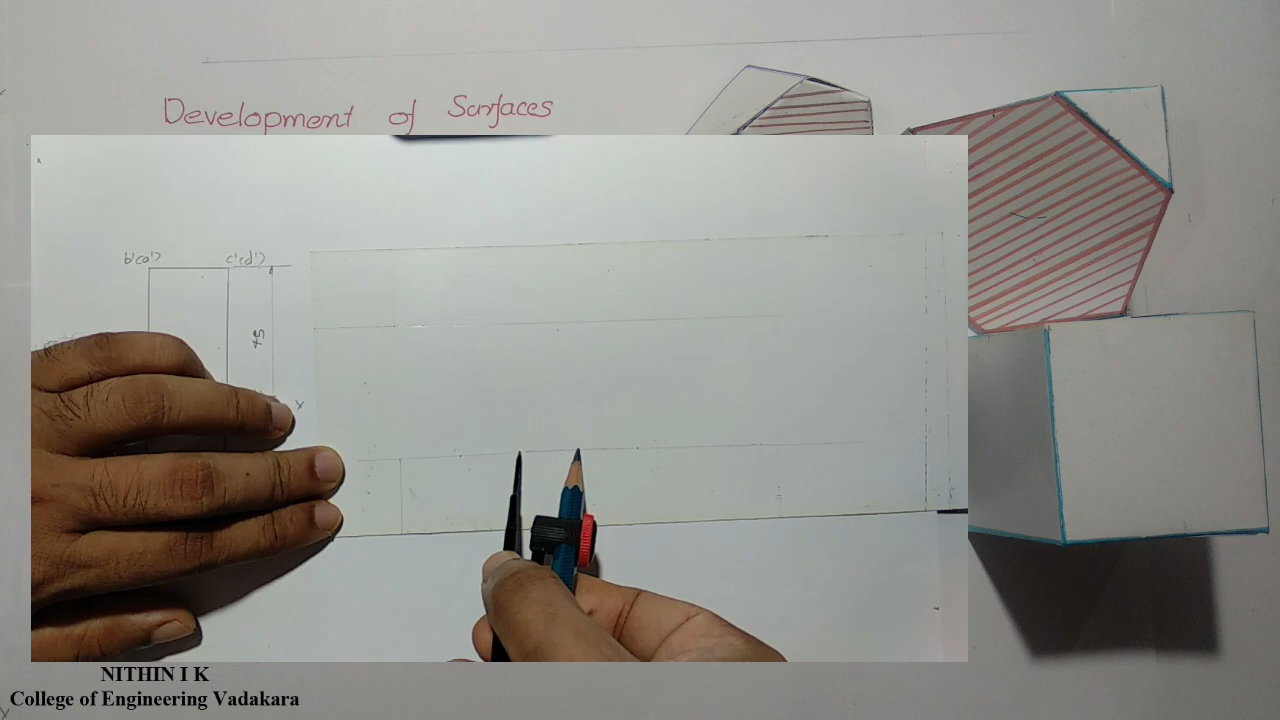 Development of Surfaces
b'(a') c'(d')
45
X
NITHIN I K
College of Engineering Vadakara